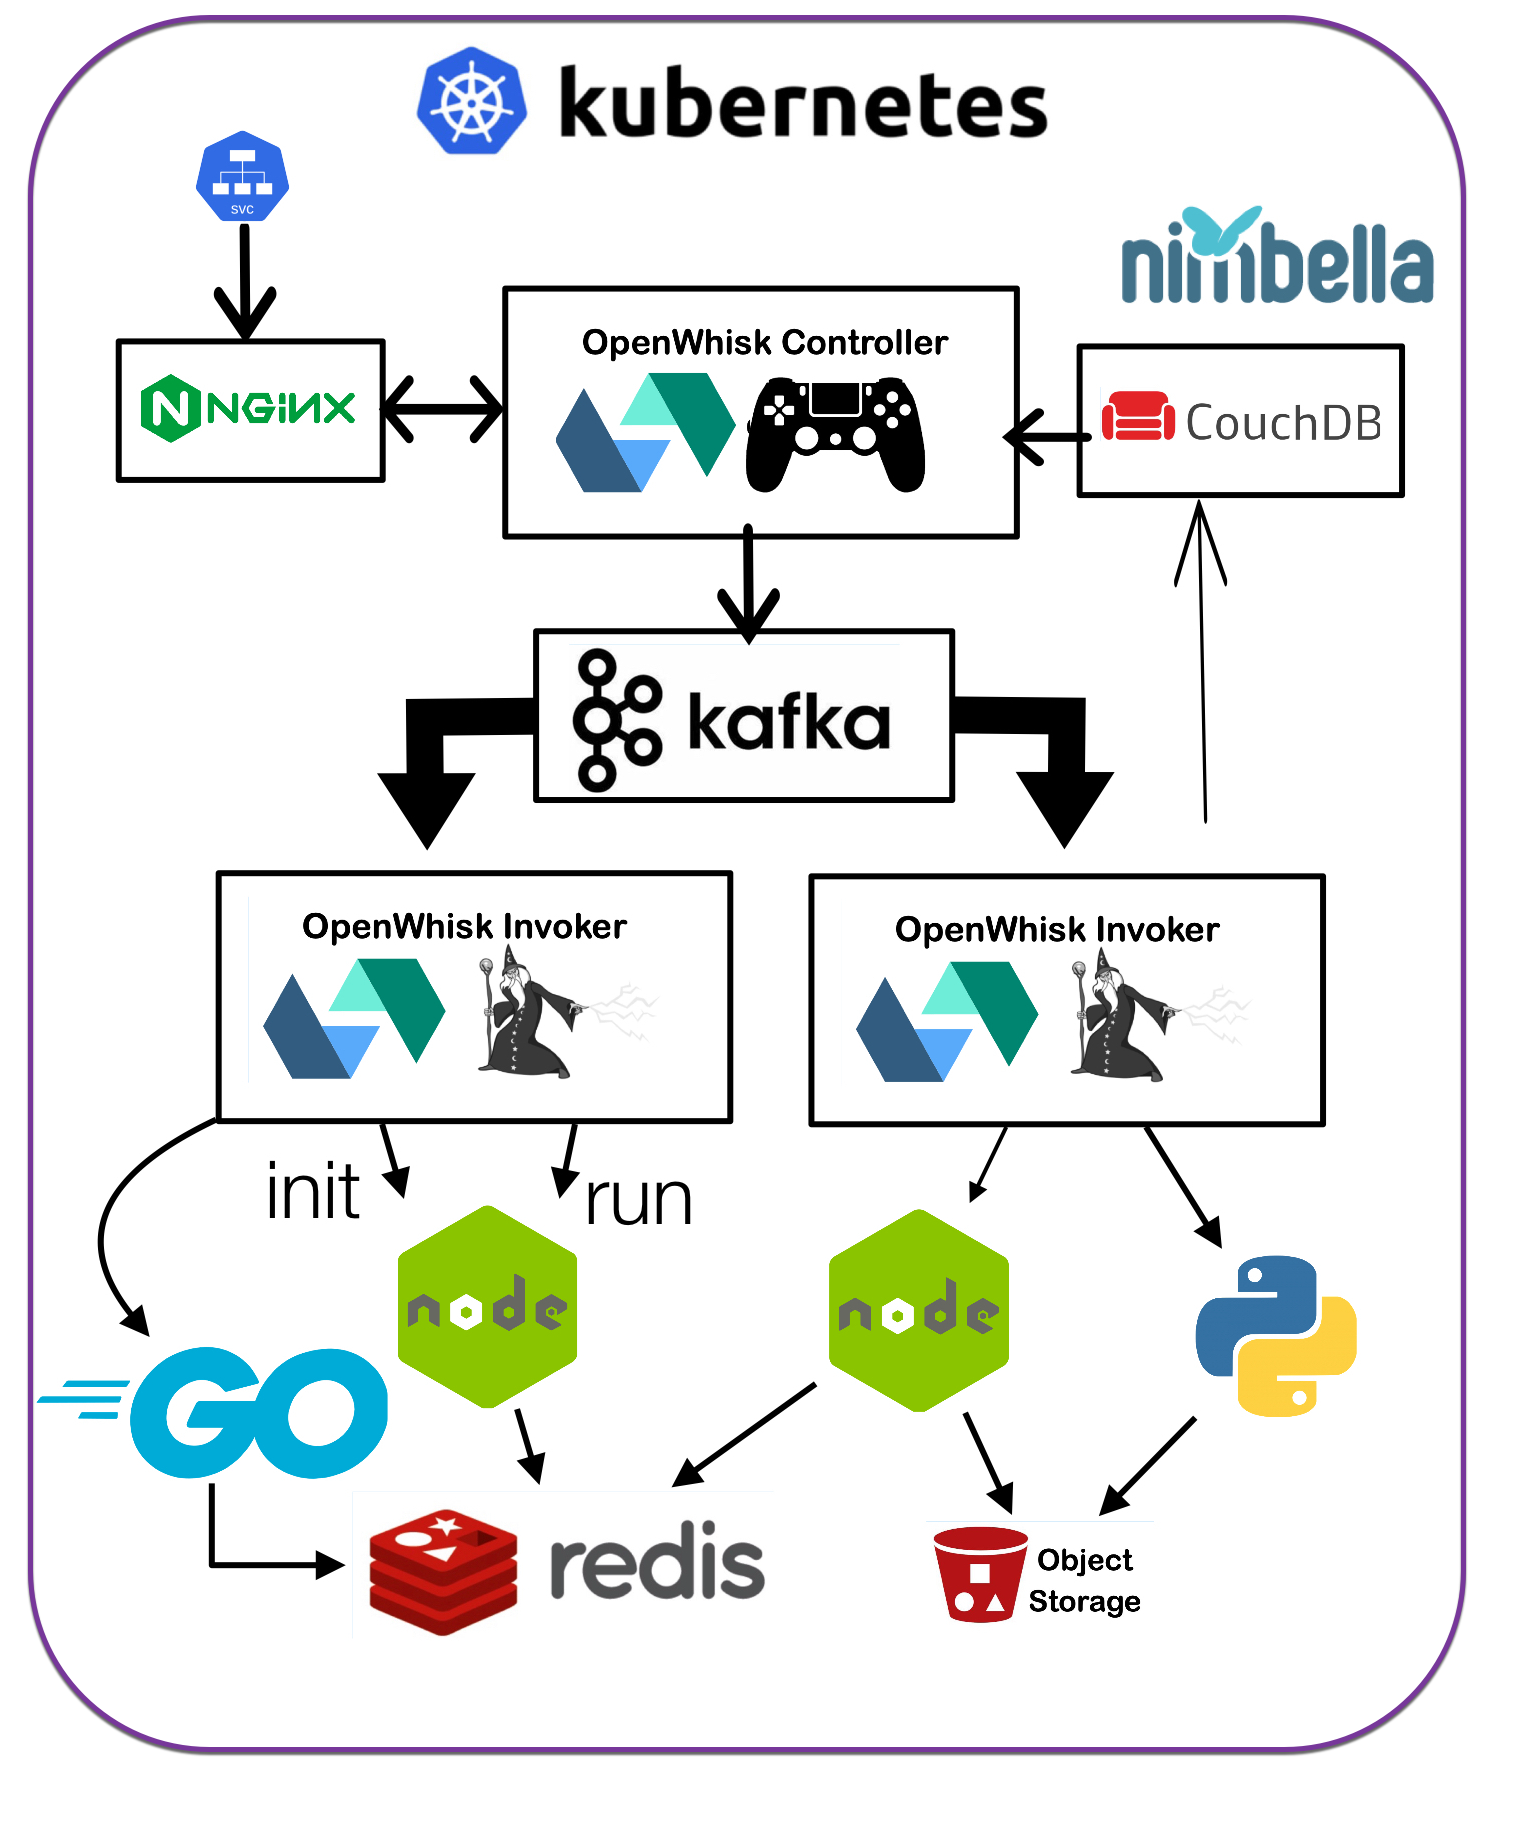 kubernetes
svc
nimbella
OpenWhisk Controller
NGINX
CouchDB
kafka
OpenWhisk Invoker
OpenWhisk Invoker
init
run
node
node
GO
redis
Object
Storage